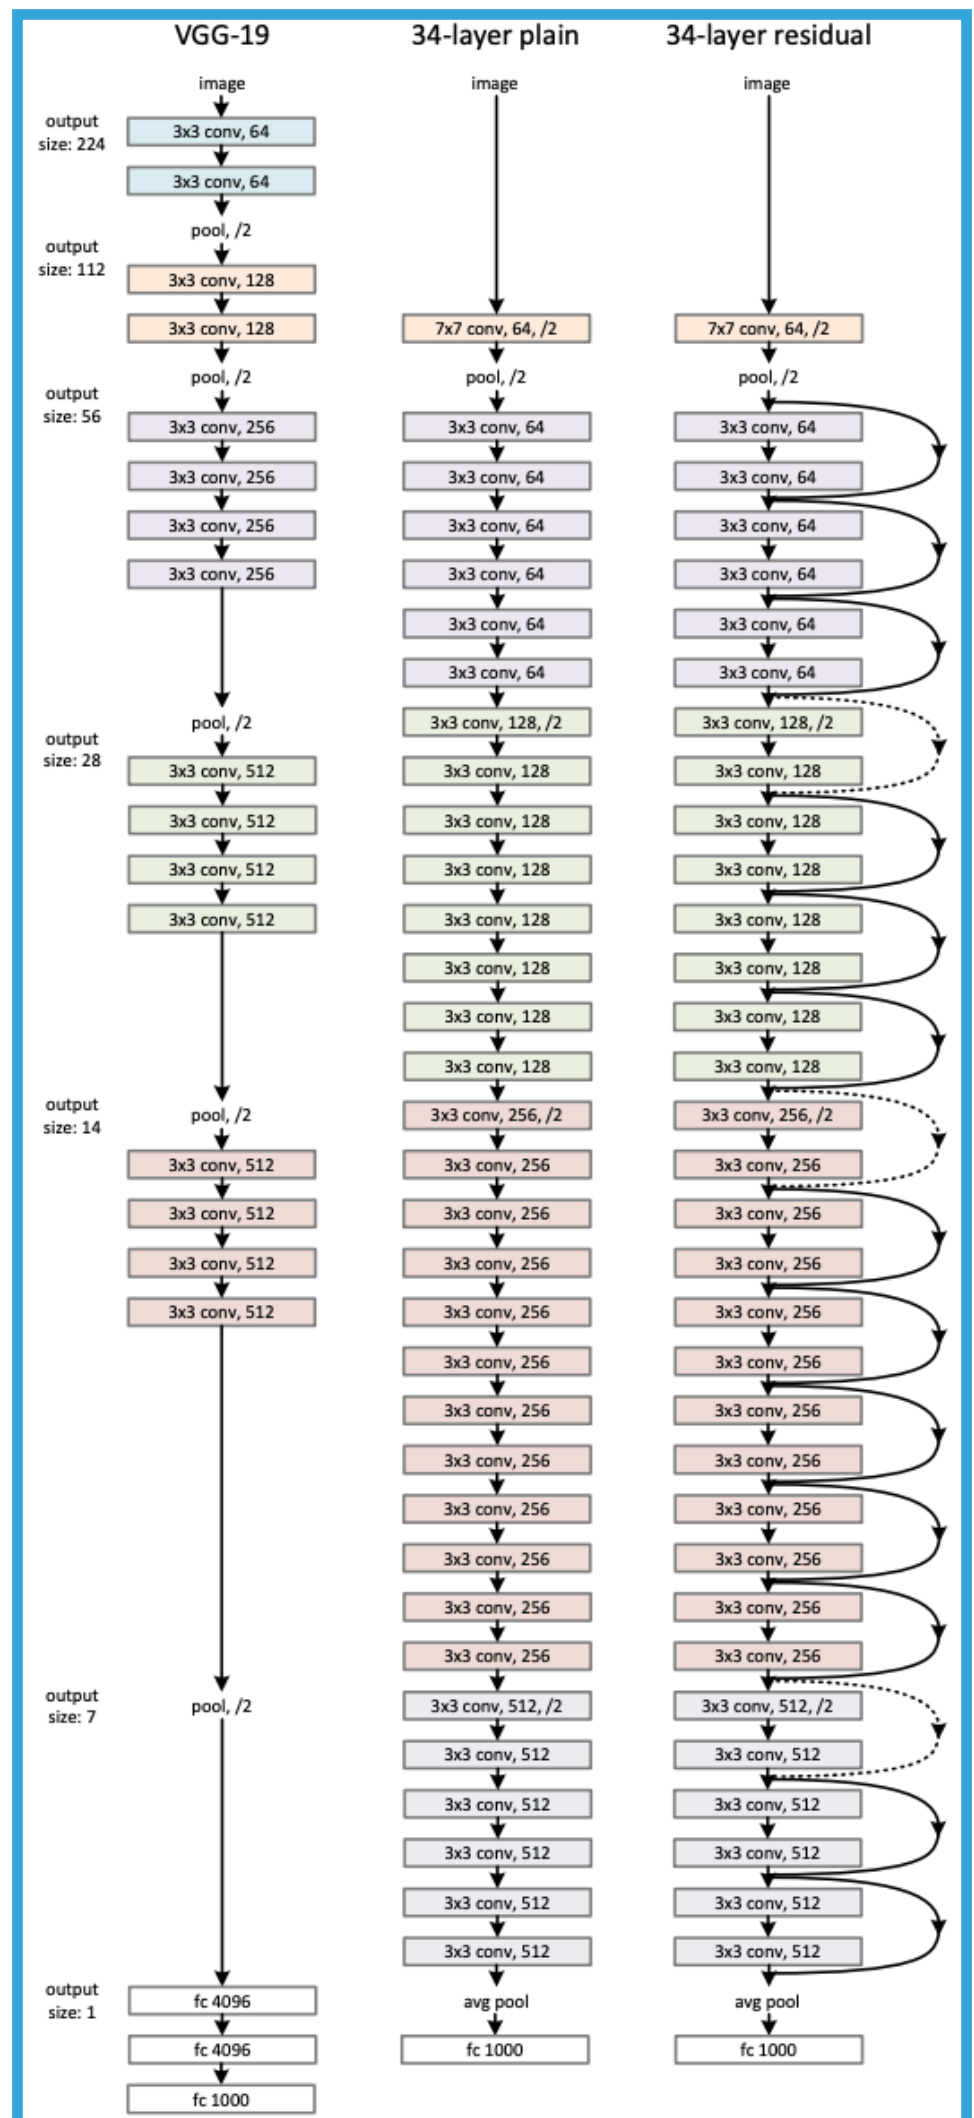 VGG-19
34-layer plain
34-layer residual
image
output
size: 224
3x3 conv, 64
3x3 conv, 64
pool, /2
output
size: 112
3x3 conv, 128
3x3 conv, 128
pool, /2
output
size: 56
3x3 conv, 256
3x3 conv, 256
3x3 conv, 256
3x3 conv, 256
pool, /2
output
size: 28
3x3 conv, 512
3x3 conv, 512
3x3 conv, 512
3x3 conv, 512
pool, /2
output
size: 14
3x3 conv, 512
3x3 conv, 512
3x3 conv, 512
3x3 conv, 512
pool, /2
output
size: 7
output
size: 1
fc 4096
fc 4096
fc 1000
image
7x7 conv, 64, /2
pool, /2
3x3 conv, 64
3x3 conv, 64
3x3 conv, 64
3x3 conv, 64
3x3 conv, 64
3x3 conv, 64
3x3 conv, 128, /2
3x3 conv, 128
3x3 conv, 128
3x3 conv, 128
3x3 conv, 128
3x3 conv, 128
3x3 conv, 128
3x3 conv, 128
3x3 conv, 256, /2
3x3 conv, 256
3x3 conv, 256
3x3 conv, 256
3x3 conv, 256
3x3 conv, 256
3x3 conv, 256
3x3 conv, 256
3x3 conv, 256
3x3 conv, 256
3x3 conv, 256
3x3 conv, 256
3x3 conv, 512, /2
3x3 conv, 512
3x3 conv, 512
3x3 conv, 512
3x3 conv, 512
3x3 conv, 512
avg pool
fc 1000
image
7x7 conv, 64, /2
pool, /2
3x3 conv, 64
3x3 conv, 64
3x3 conv, 64
3x3 conv, 64
3x3 conv, 64
3x3 conv, 64
3x3 conv, 128, /2
3x3 conv, 128
3x3 conv, 128
3x3 conv, 128
3x3 conv, 128
3x3 conv, 128
3x3 conv, 128
3x3 conv, 128
3x3 conv, 256, /2
3x3 conv, 256
3x3 conv, 256
3x3 conv, 256
3x3 conv, 256
3x3 conv, 256
3x3 conv, 256
3x3 conv, 256
3x3 conv, 256
3x3 conv, 256
3x3 conv, 256
3x3 conv, 256
3x3 conv, 512, /2
3x3 conv, 512
3x3 conv, 512
3x3 conv, 512
3x3 conv, 512
3x3 conv, 512
avg pool
fc 1000